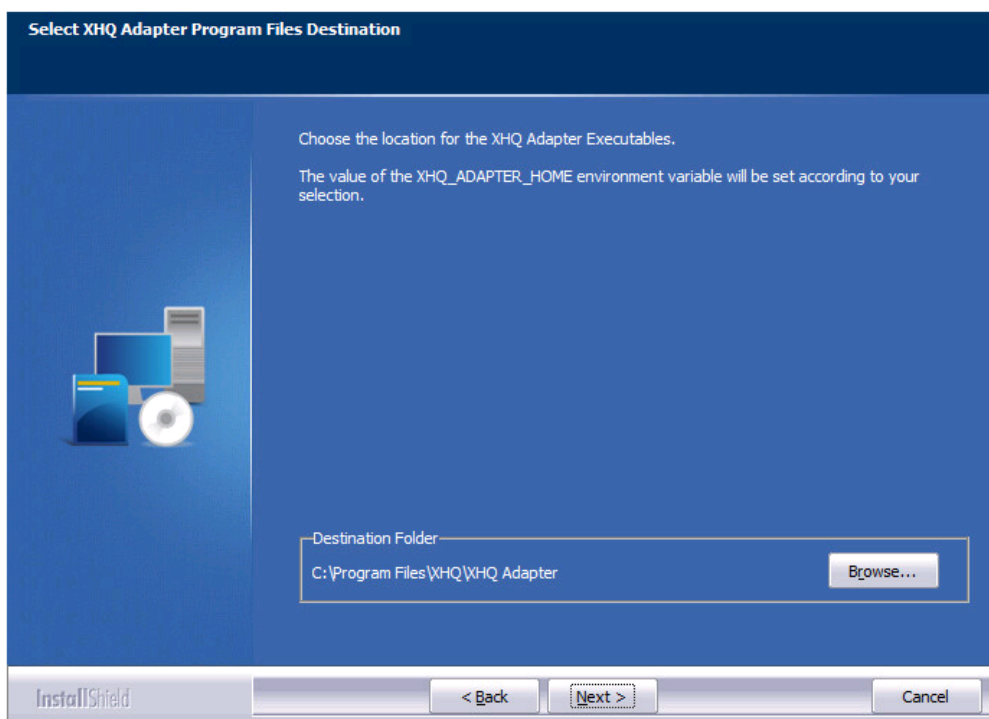 Select XHQ Adapter Program Files Destination
Choose the location for the XHQ Adapter Executables.
The value of the XHQ_ADAPTER_HOME environment variable will be set according to your
selection.
Destination Folder
C:\Program Files\XHQ\XHQ Adapter
Browse...
InstallShield
< Back
Next >
Cancel